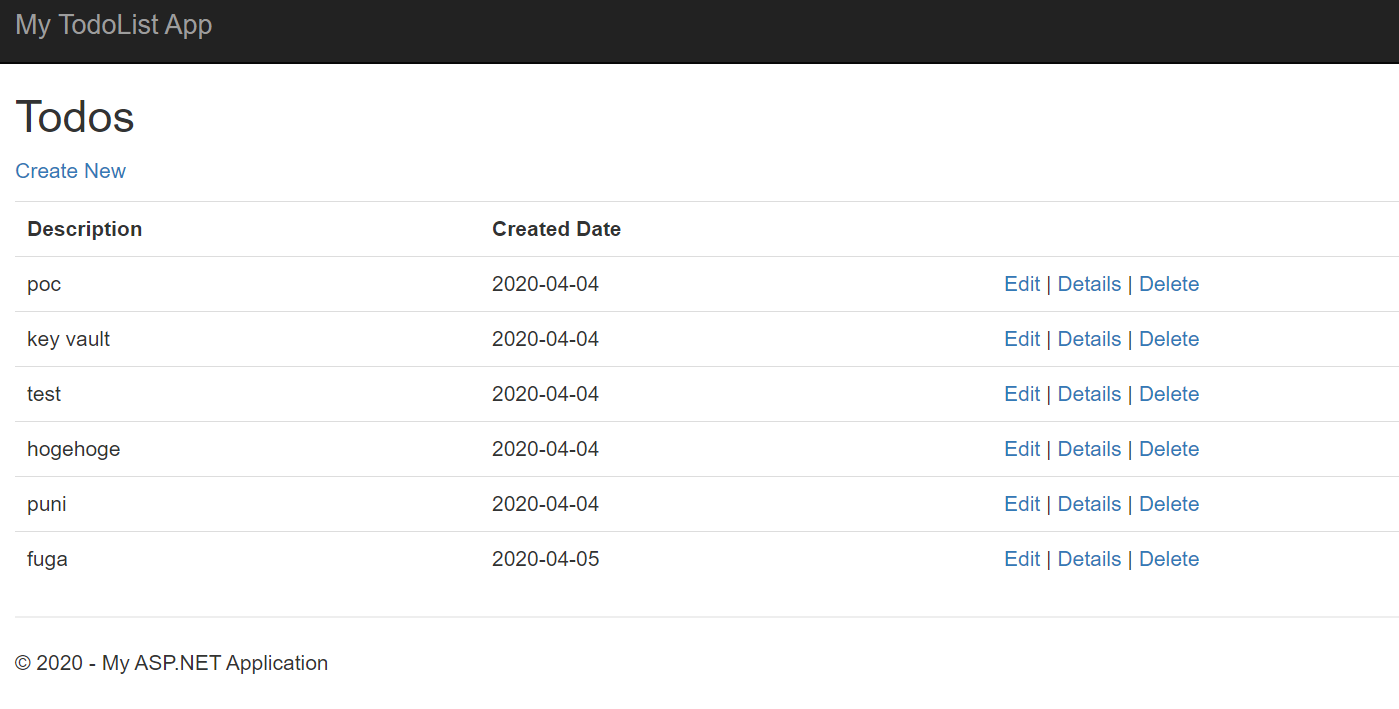 My TodoList App
Todos
Create New
Description Created Date
poc 2020-04-04 Edit | Details | Delete
key vault 2020-04-04 Edit | Details | Delete
test 2020-04-04 Edit | Details | Delete
hogehoge 2020-04-04 Edit | Details | Delete
puni 2020-04-04 Edit | Details | Delete
fuga 2020-04-05 Edit | Details | Delete
© 2020 - My ASP.NET Application